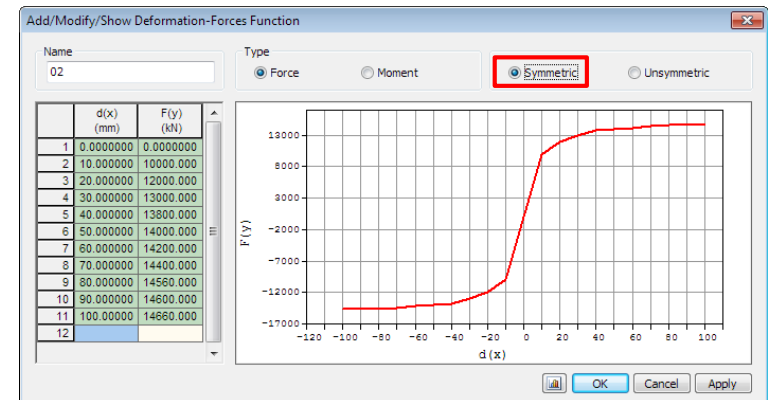 Add/Modify/Show Deformation-Forces Function
Name
02
Type
Force Moment Symmetric Unsymmetric
d(x) (mm) F(y) (kN)
1 0.0000000 0.0000000
2 10.000000 10000.000
3 20.000000 12000.000
4 30.000000 13000.000
5 40.000000 13800.000
6 50.000000 14000.000
7 60.000000 14200.000
8 70.000000 14400.000
9 80.000000 14560.000
10 90.000000 14600.000
11 100.00000 14660.000
12
F(y)
13000
8000
3000
-2000
-7000
-12000
-17000
-120 -100 -80 -60 -40 -20 0 20 40 60 80 100
d(x)
OK Cancel Apply